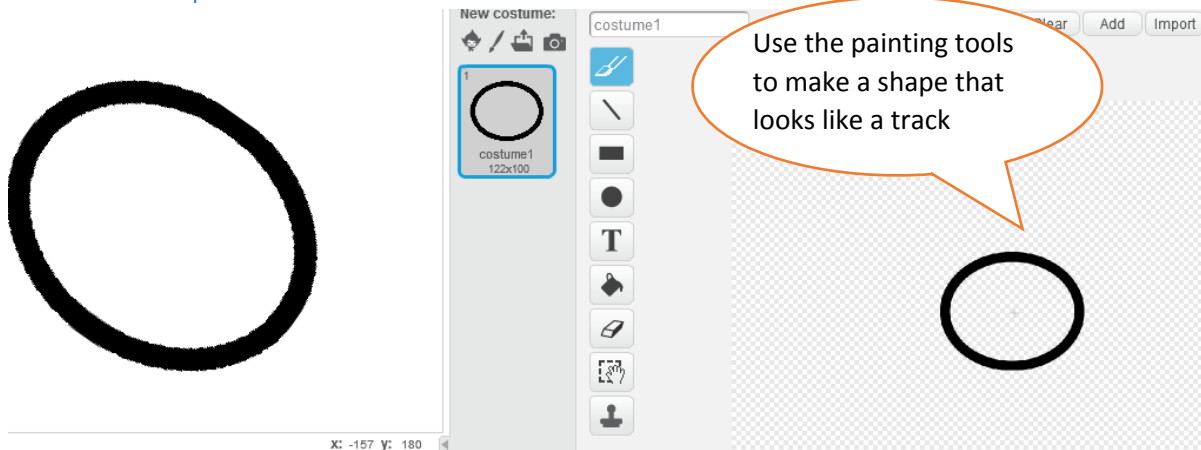 New costume:
costume1
Clear
Add
Import
Use the painting tools
to make a shape that
looks like a track
1
costume1
122x100
T
X: -157 y: 180